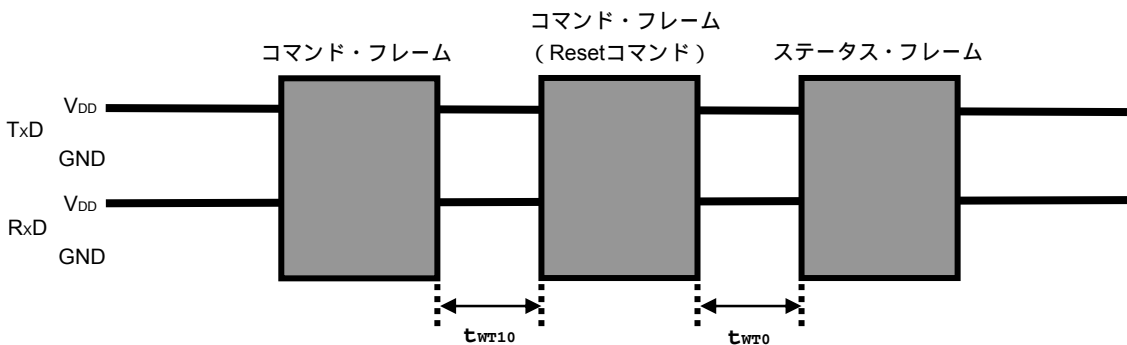 コマンド・フレーム
コマンド・フレーム
（Resetコマンド）
ステータス・フレーム
TxD
VDD
GND
RxD
VDD
GND
tWT10
tWT0